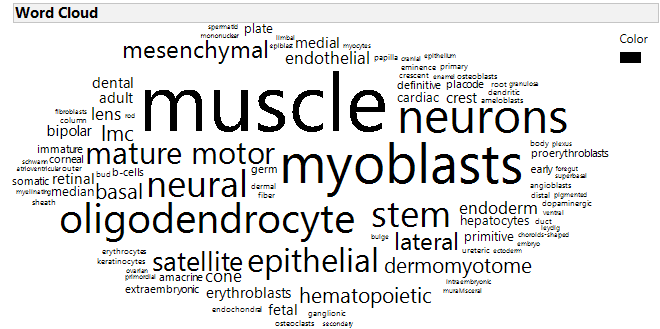 Word Cloud
Color
spermatid
mononuclear
plate
limbal
epiblast
medial
myocytes
mesenchymal
endothelial
papilla
cranial
epithelium
eminence
primary
crescent
enamel
osteoblasts
definitive
placode
root
granulosa
dendritic
cardiac
crest
ameloblasts
dental
adult
muscle
neurons
fibroblasts
column
lens
rod
bipolar
lmc
immature
mature
motor
myoblasts
body
plexus
proerythroblasts
schwann
corneal
atrioventricular
outer
somatic
retinal
bud
b-cells
germ
early
foregut
superbasal
myelinating
median
basal
neural
dermal
fiber
angioblasts
distal
pigmented
sheath
dopaminergic
oligodendrocyte
stem
endoderm
ventral
hepatocytes
duct
leydig
bulge
lateral
primitive
choroids-shaped
embryo
erythrocytes
keratinocytes
ovarian
satellite
epithelial
ureteric
ectoderm
primordial
amacrine
cone
dermomyotome
extraembryonic
erythroblasts
hematopoietic
intraembryonic
endochondral
fetal
ganglionic
osteoclasts
secondary